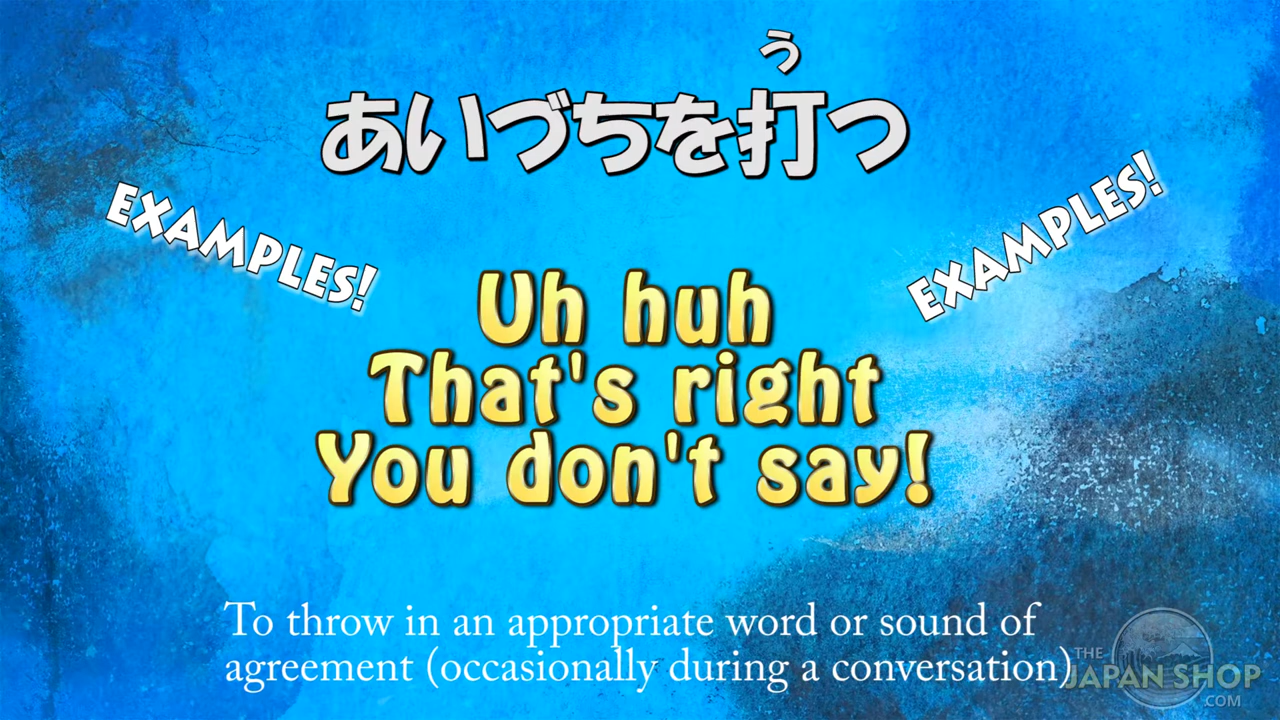 う
あいづちを打つ
EXAMPLES!
EXAMPLES!
Uh huh
That's right
You don't say!
To throw in an appropriate word or sound of
agreement (occasionally during a conversation)
THE
JAPAN SHOP
.COM